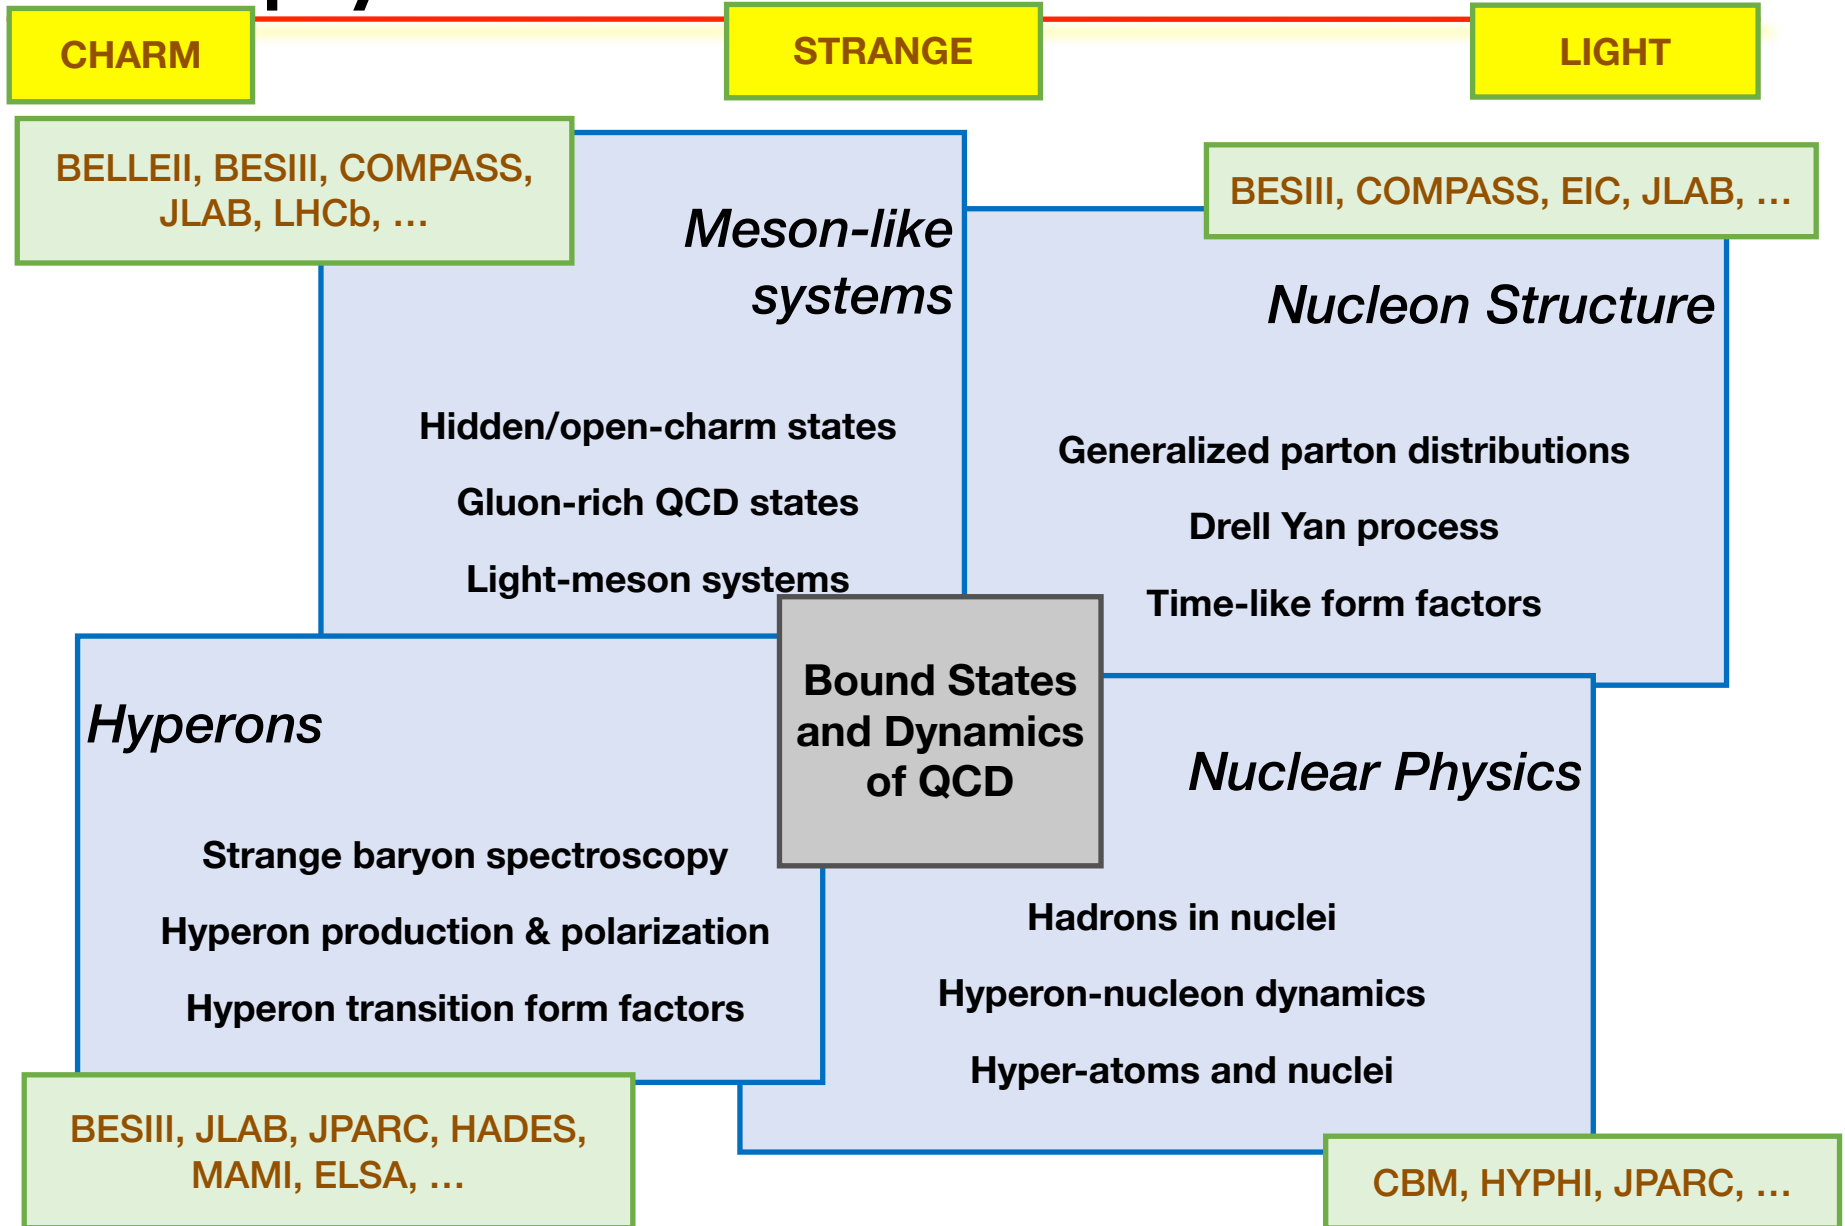 CHARM
STRANGE
LIGHT
BELLEII, BESIII, COMPASS,
JLAB, LHCb, …
BESIII, COMPASS, EIC, JLAB, …
Meson-like
systems
Hidden/open-charm states
Gluon-rich QCD states
Light-meson systems
Nucleon Structure
Generalized parton distributions
Drell Yan process
Time-like form factors
Bound States
and Dynamics
of QCD
Hyperons
Strange baryon spectroscopy
Hyperon production & polarization
Hyperon transition form factors
Nuclear Physics
Hadrons in nuclei
Hyperon-nucleon dynamics
Hyper-atoms and nuclei
BESIII, JLAB, JPARC, HADES,
MAMI, ELSA, …
CBM, HYPHI, JPARC, …